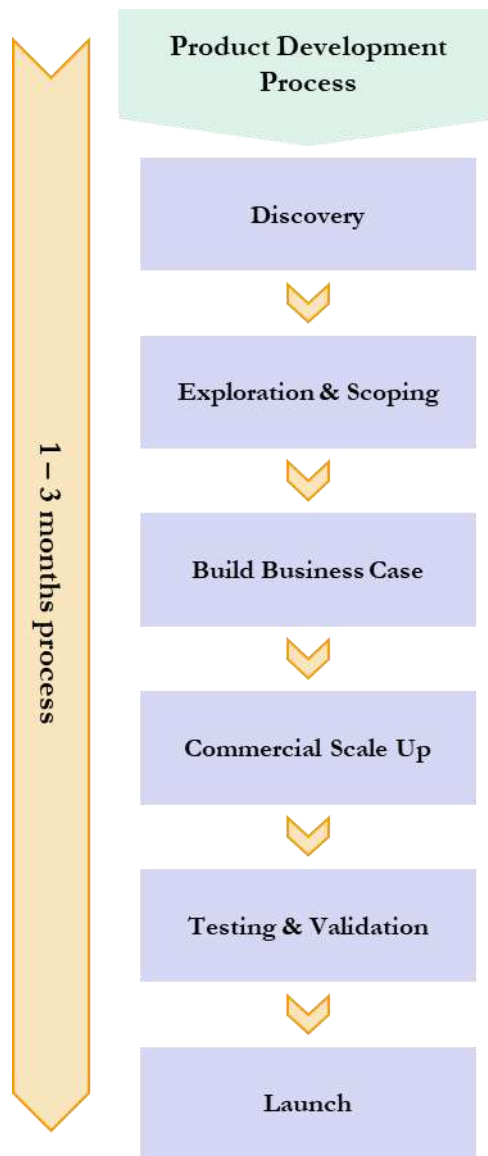 Product Development
Process
Discovery
Exploration & Scoping
Build Business Case
Commercial Scale Up
Testing & Validation
Launch
1 – 3 months process